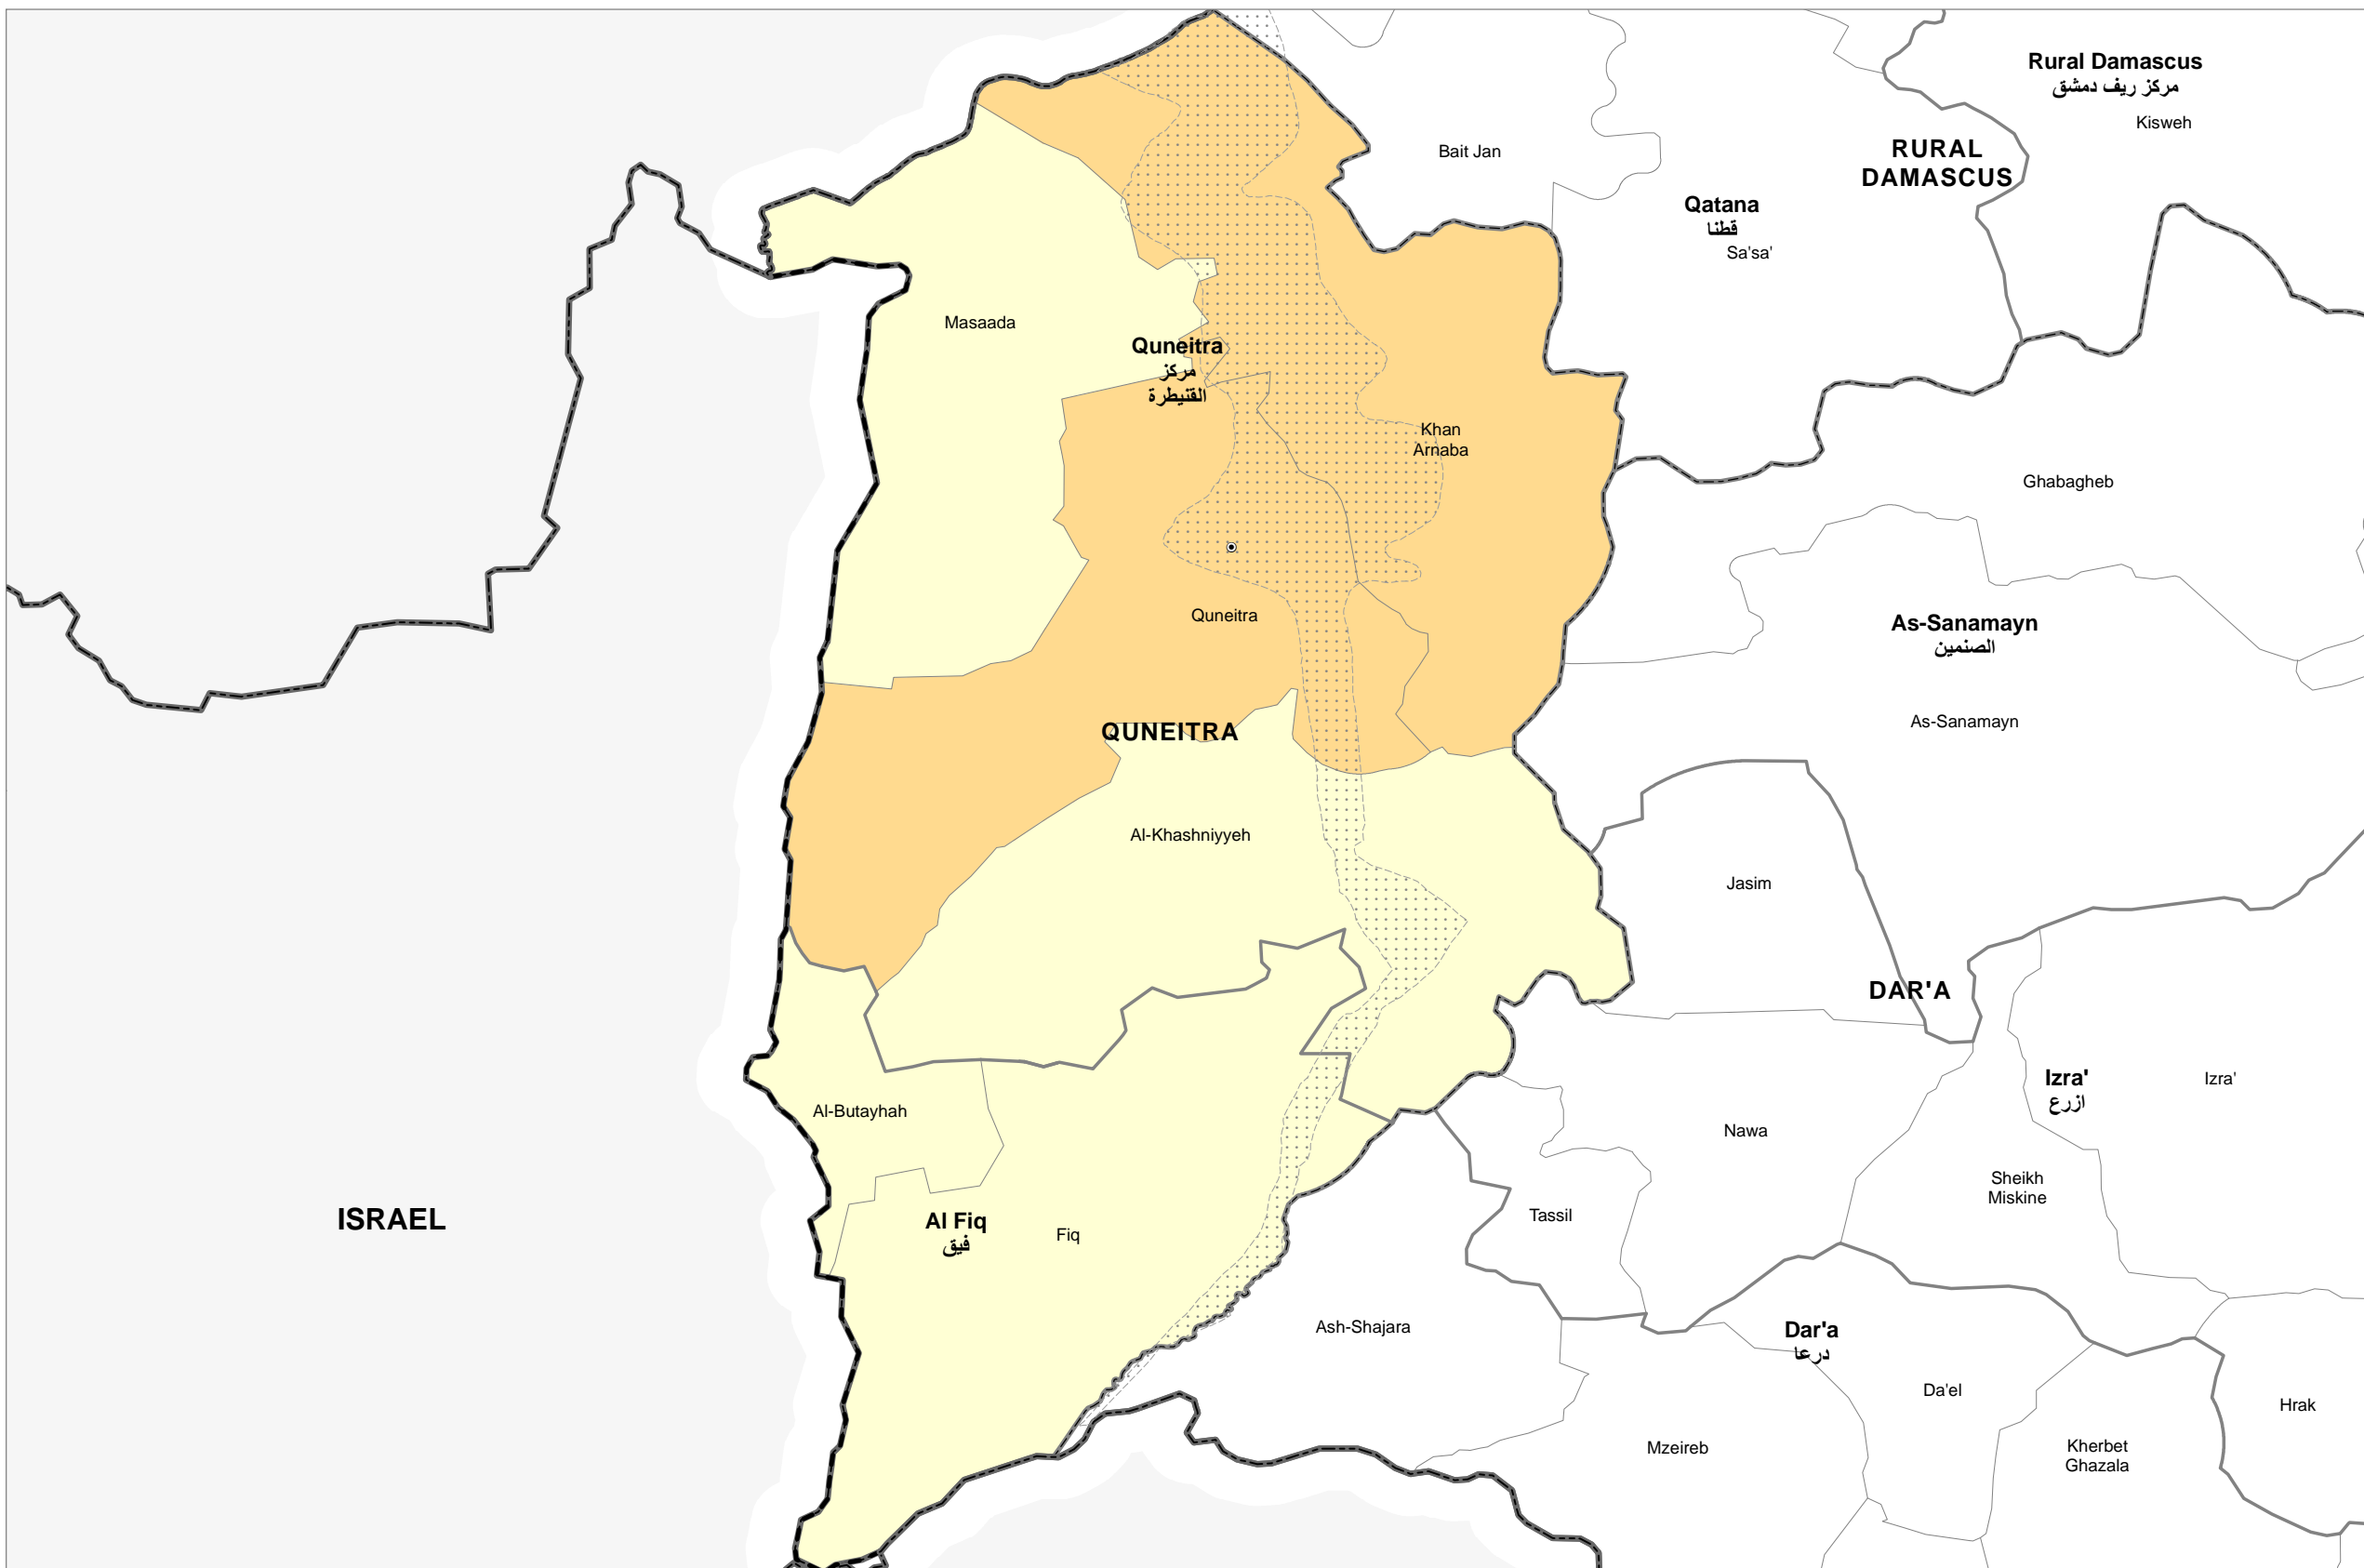 Rural Damascus
مركز ريف دمشق
Kisweh
Bait Jan
RURAL
DAMASCUS
Qatana
قطنا
Sa'sa'
Masaada
Quneitra
مركز
القنيطرة
Khan
Arnaba
Ghabagheb
Quneitra
As-Sanamayn
الصنمين
As-Sanamayn
QUNEITRA
Al-Khashniyyeh
Jasim
DAR'A
Izra'
ازرع
Izra'
Al-Butayhah
Nawa
Sheikh
Miskine
ISRAEL
Al Fiq
فيق
Fiq
Tassil
Ash-Shajara
Dar'a
درعا
Da'el
Hrak
Mzeireb
Kherbet
Ghazala